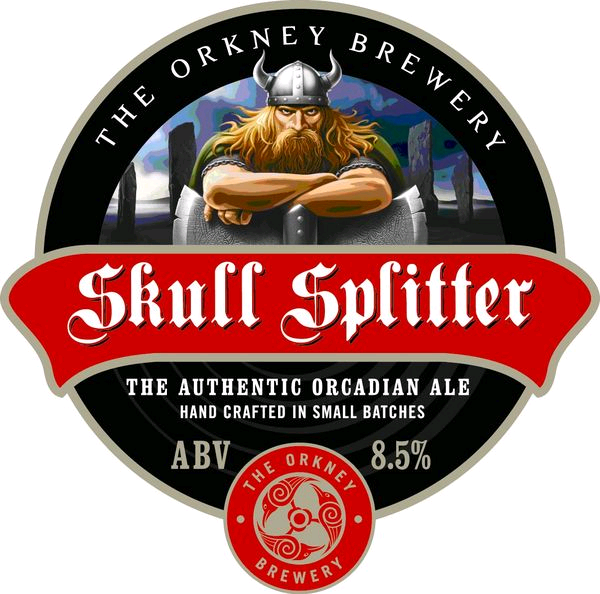 THE ORKNEY BREWERY
Skull Splitter
THE AUTHENTIC ORCADIAN ALE
HAND CRAFTED IN SMALL BATCHES
ABV 8.5%
THE ORKNEY
BREWERY